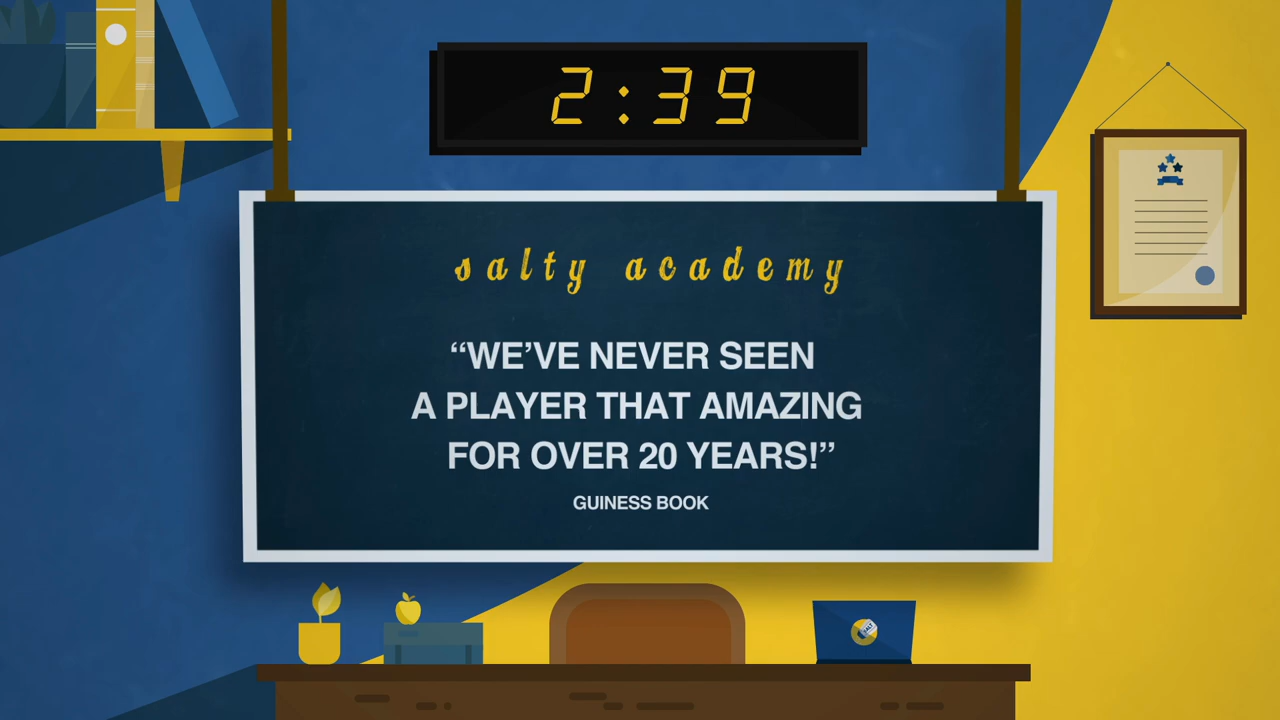 2:39
salty academy
“WE’VE NEVER SEEN
A PLAYER THAT AMAZING
FOR OVER 20 YEARS!”
GUINESS BOOK